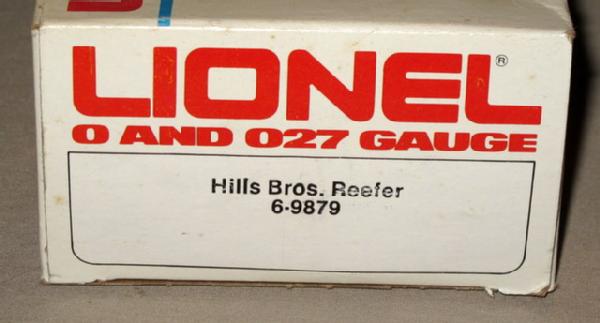 LIONEL®
O AND O27 GAUGE
Hills Bros. Reefer
6-9879